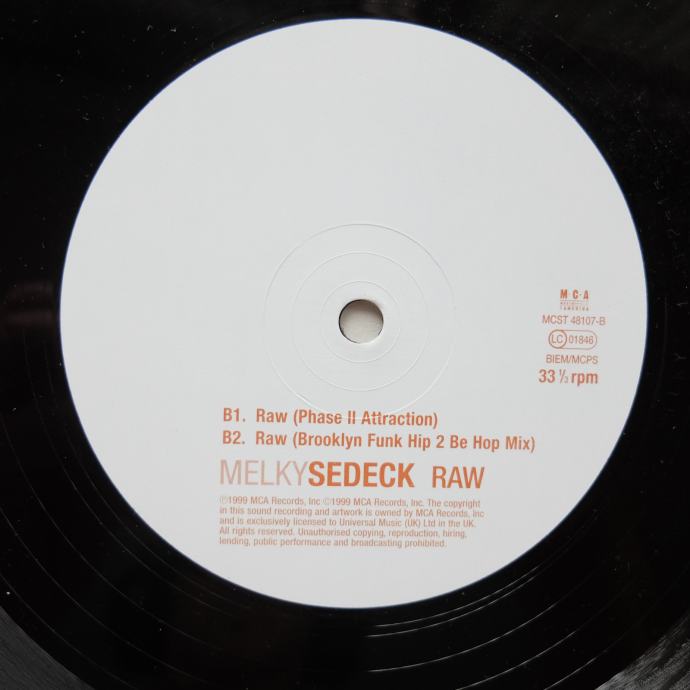 M·C·A
MCST 48107-B
LC 01846
BIEM/MCPS
33 ⅓ rpm
B1. Raw (Phase II Attraction)
B2. Raw (Brooklyn Funk Hip 2 Be Hop Mix)
MELKYSEDECK RAW
℗1999 MCA Records, Inc ©1999 MCA Records, Inc. The copyright
in this sound recording and artwork is owned by MCA Records, Inc
and is exclusively licensed to Universal Music (UK) Ltd in the UK.
All rights reserved. Unauthorised copying, reproduction, hiring,
lending, public performance and broadcasting prohibited.